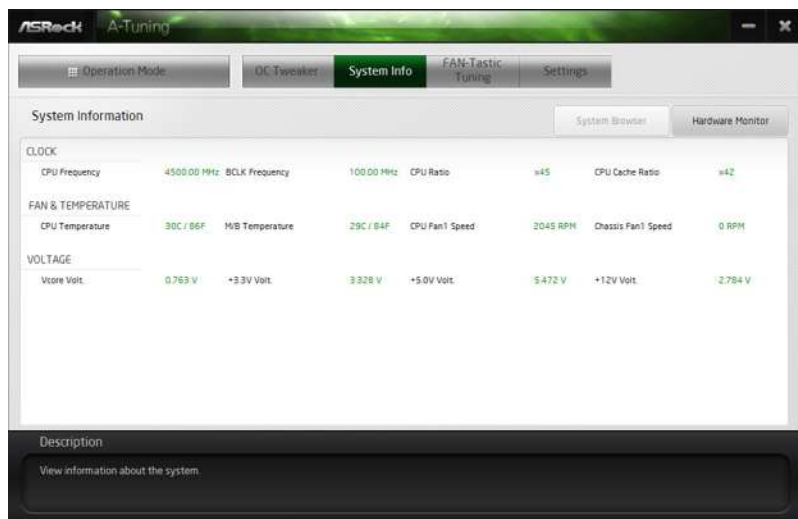 ASRock A-Tuning
Operation Mode OC Tweaker System Info FAN-Tastic Tuning Settings
System Information System Browser Hardware Monitor
CLOCK
CPU Frequency 4500.00 MHz BCLK Frequency 100.00 MHz CPU Ratio x45 CPU Cache Ratio x42
FAN & TEMPERATURE
CPU Temperature 30C / 86F M/B Temperature 29C / 84F CPU Fan1 Speed 2045 RPM Chassis Fan1 Speed 0 RPM
VOLTAGE
Vcore Volt. 0.763 V +3.3V Volt. 3.328 V +5.0V Volt. 5.472 V +12V Volt. 2.784 V
Description
View information about the system.